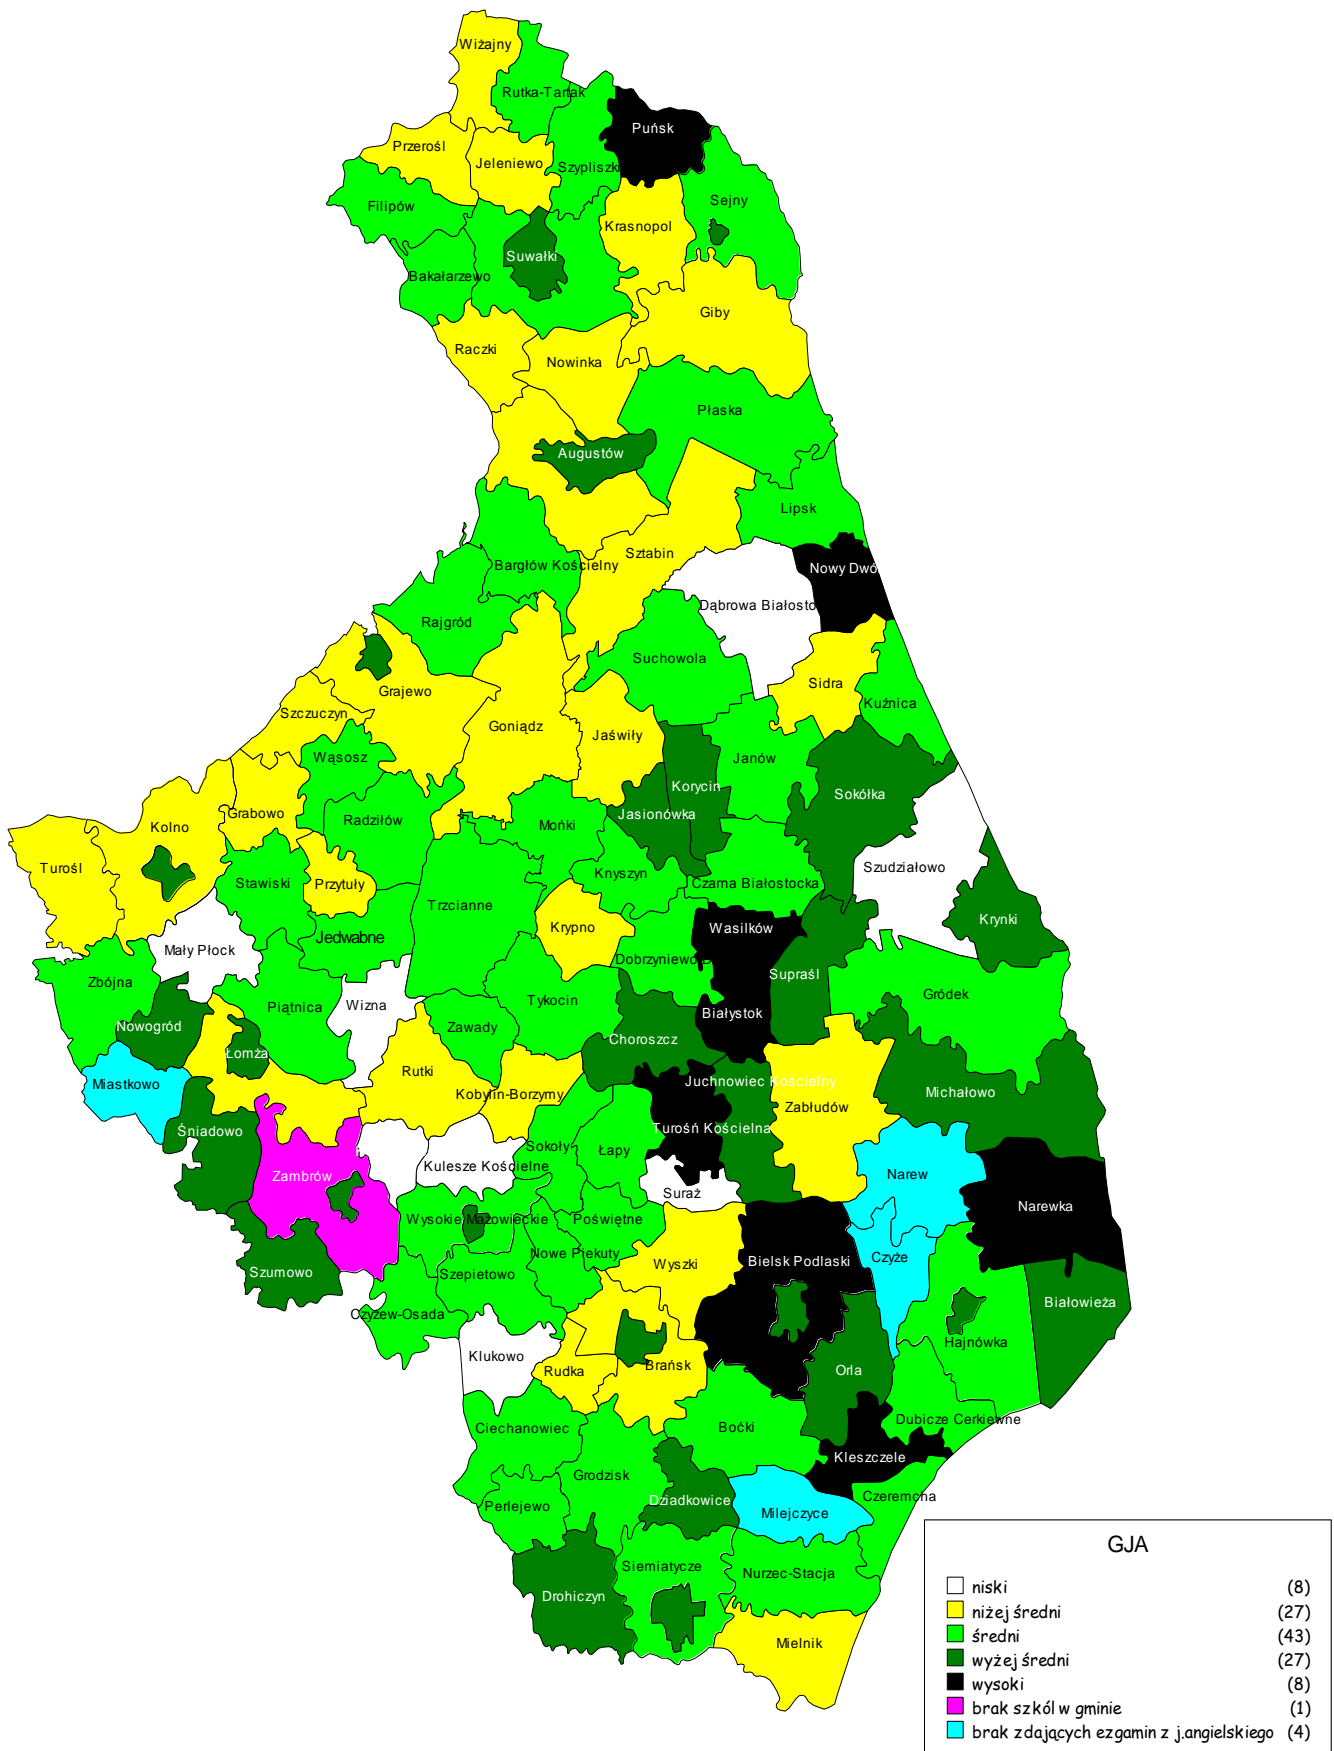 Wiżajny
Rutka-Tartak
Puńsk
Przerośl
Jeleniewo
Szypliszki
Sejny
Filipów
Krasnopol
Suwałki
Bakałarzewo
Giby
Raczki
Nowinka
Płaska
Augustów
Lipsk
Sztabin
Bargłów Kościelny
Nowy Dwó
Dąbrowa Białosto
Rajgród
Suchowola
Sidra
Grajewo
Kuźnica
Szczuczyn
Goniądz
Jaświły
Wąsosz
Janów
Korycin
Sokółka
Grabowo
Jasionówka
Radziłów
Mońki
Kolno
Turośl
Szudziałowo
Knyszyn
Stawiski
Przytuły
Czarna Białostocka
Trzcianne
Krynki
Krypno
Wasilków
Jedwabne
Mały Płock
Dobrzyniewo D
Supraśl
Zbójna
Gródek
Tykocin
Piątnica
Wizna
Białystok
Nowogród
Zawady
Choroszcz
Łomża
Rutki
Juchnowiec Kościelny
Miastkowo
Kobylin-Borzymy
Michałowo
Zabłudów
Śniadowo
Turośń Kościelna
Sokoły
Łapy
Kulesze Kościelne
Zambrów
Narew
Suraż
Narewka
Wysokie Mazowieckie
Poświętne
Nowe Piekuty
Czyże
Wyszki
Bielsk Podlaski
Szumowo
Szepietowo
Białowieża
Czyżew-Osada
Hajnówka
Klukowo
Brańsk
Rudka
Orla
Dubicze Cerkiewne
Ciechanowiec
Boćki
Kleszczele
Grodzisk
Czeremcha
Dziadkowice
Perlejewo
Milejczyce
Siemiatycze
Nurzec-Stacja
Drohiczyn
Mielnik
GJA
niski (8)
niżej średni (27)
średni (43)
wyżej średni (27)
wysoki (8)
brak szkól w gminie (1)
brak zdających ezgamin z j.angielskiego (4)